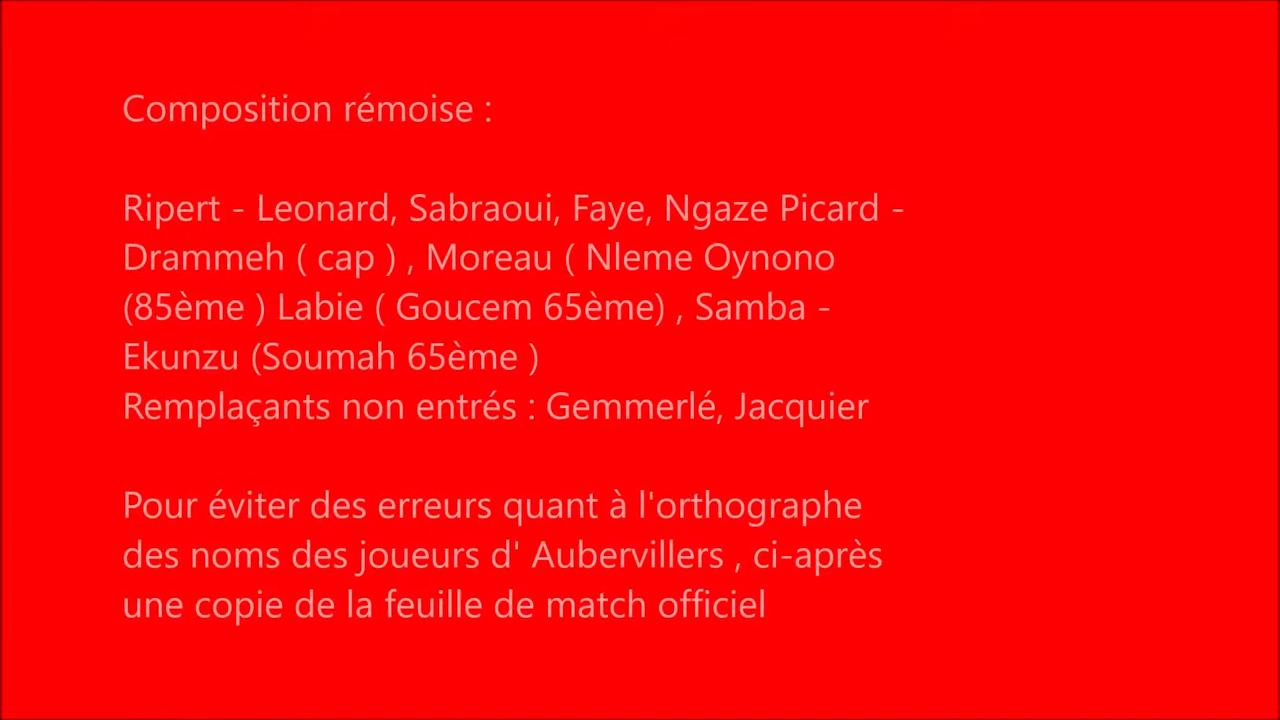 Composition rémoise :
Ripert - Leonard, Sabraoui, Faye, Ngaze Picard -
Drammeh ( cap ) , Moreau ( Nleme Oynono
(85ème ) Labie ( Goucem 65ème) , Samba -
Ekunzu (Soumah 65ème )
Remplaçants non entrés : Gemmerlé, Jacquier
Pour éviter des erreurs quant à l'orthographe
des noms des joueurs d' Aubervillers , ci-après
une copie de la feuille de match officiel